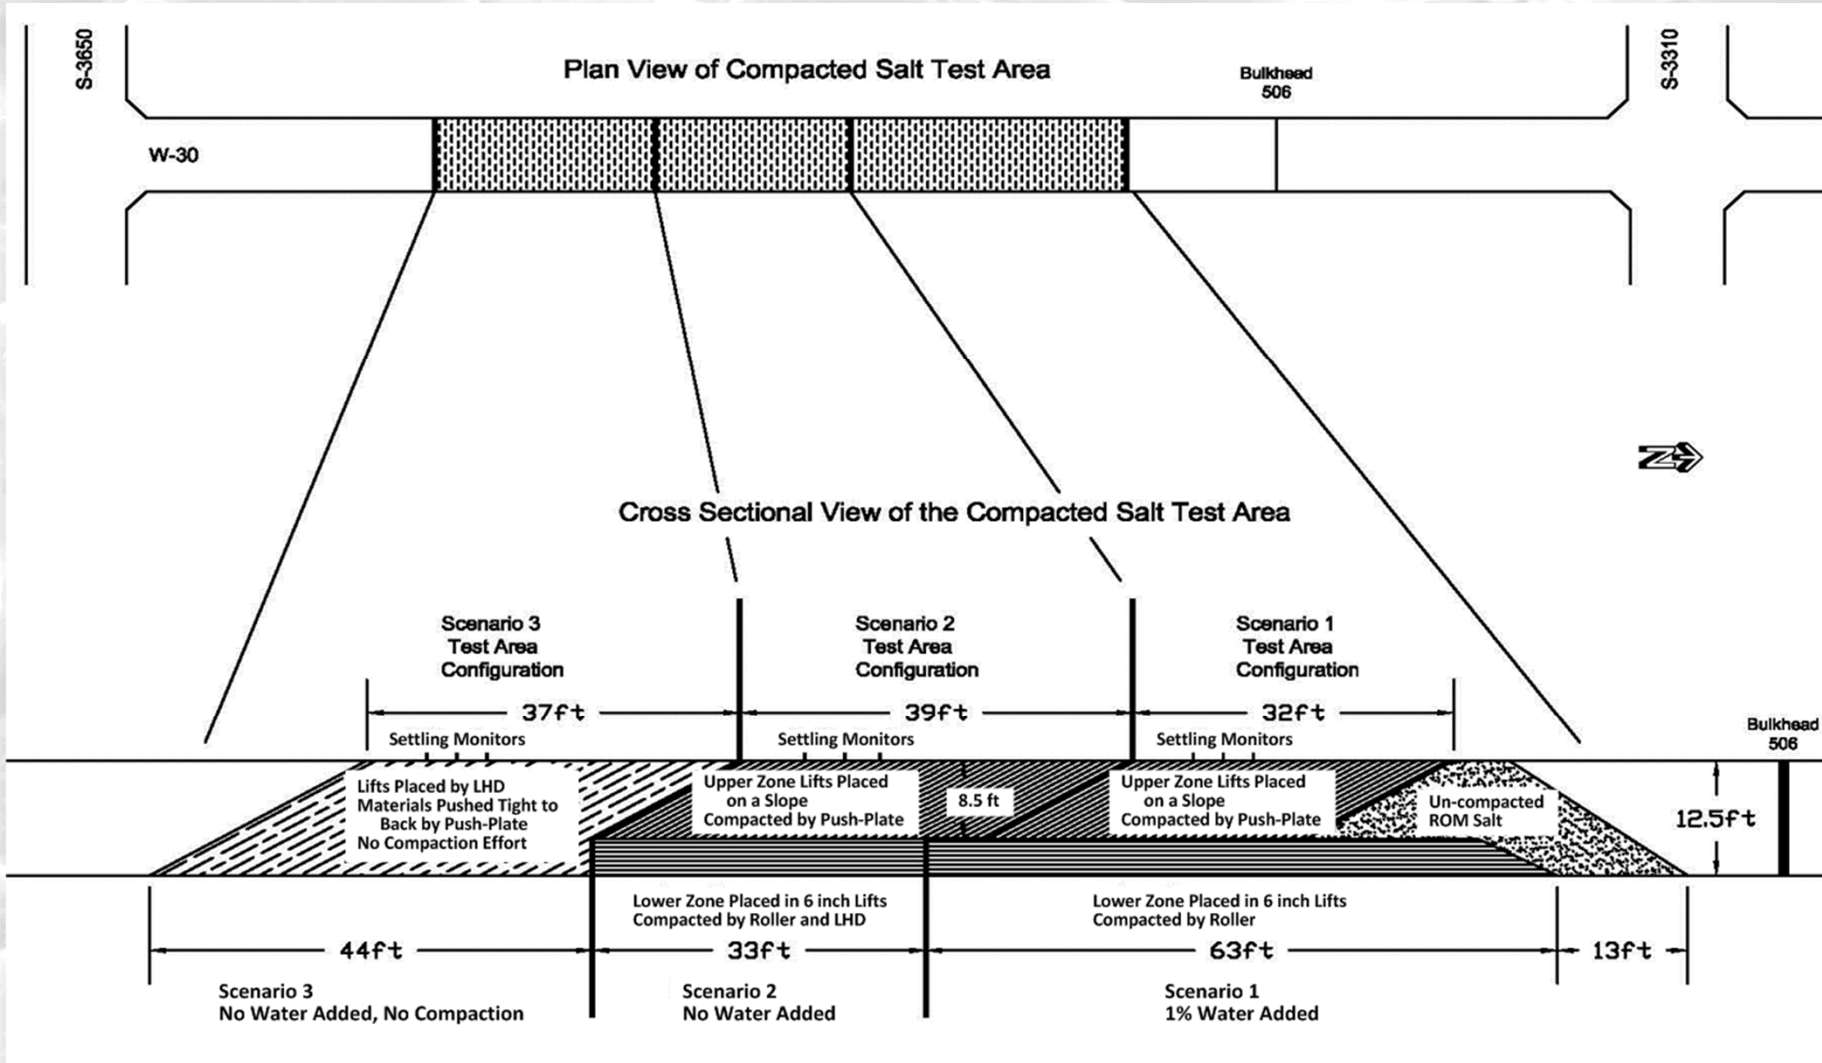 S-3650
S-3310
Plan View of Compacted Salt Test Area
Bulkhead
506
W-30
N
Cross Sectional View of the Compacted Salt Test Area
Scenario 3
Test Area
Configuration
Scenario 2
Test Area
Configuration
Scenario 1
Test Area
Configuration
37ft
39ft
32ft
Settling Monitors
Settling Monitors
Settling Monitors
Bulkhead
506
Lifts Placed by LHD
Materials Pushed Tight to
Back by Push-Plate
No Compaction Effort
Upper Zone Lifts Placed
on a Slope
Compacted by Push-Plate
8.5 ft
Upper Zone Lifts Placed
on a Slope
Compacted by Push-Plate
Un-compacted
ROM Salt
12.5ft
Lower Zone Placed in 6 inch Lifts
Compacted by Roller and LHD
Lower Zone Placed in 6 inch Lifts
Compacted by Roller
44ft
33ft
63ft
13ft
Scenario 3
No Water Added, No Compaction
Scenario 2
No Water Added
Scenario 1
1% Water Added